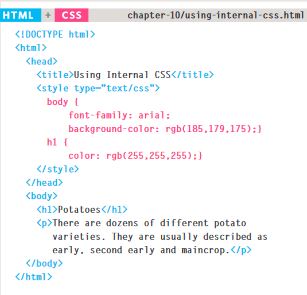 HTML + CSS chapter-10/using-internal-css.html
<!DOCTYPE html>
<html>
<head>
<title>Using Internal CSS</title>
<style type="text/css">
body {
font-family: arial;
background-color: rgb(185,179,175);}
h1 {
color: rgb(255,255,255);}
</style>
</head>
<body>
<h1>Potatoes</h1>
<p>There are dozens of different potato
varieties. They are usually described as
early, second early and maincrop.</p>
</body>
</html>